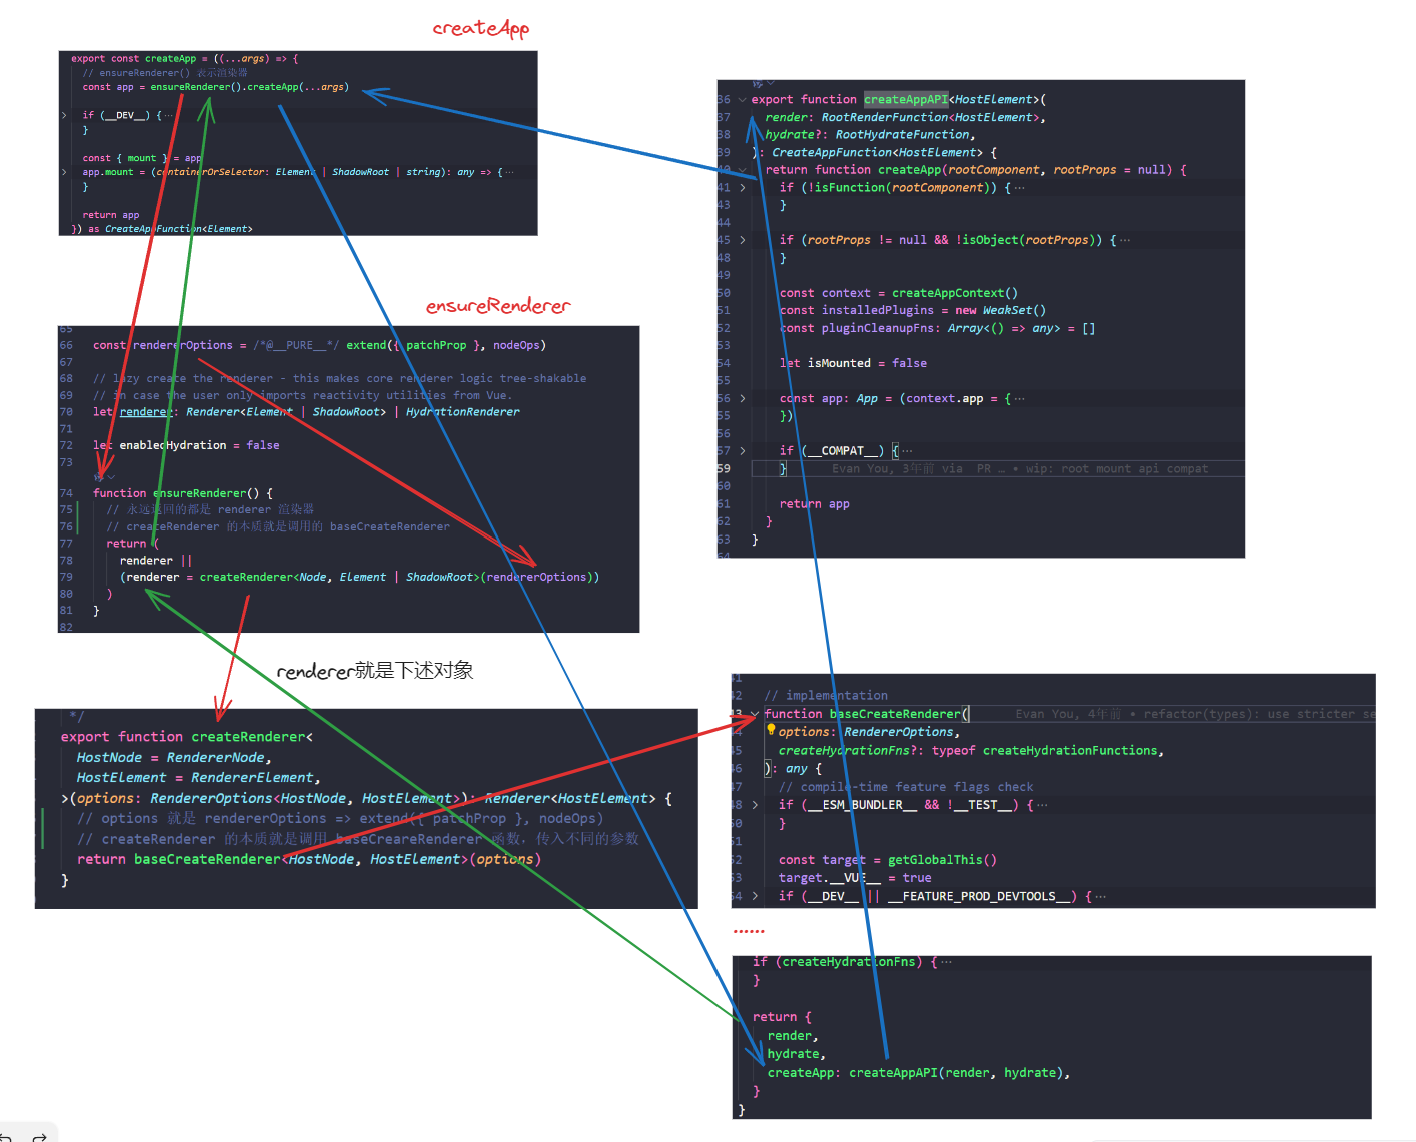 createApp
export const createApp = ((...args) => {
// ensureRenderer() 表示渲染器
const app = ensureRenderer().createApp(...args)
if (__DEV__) {…
}
const { mount } = app
app.mount = (containerOrSelector: Element | ShadowRoot | string): any => {…
}
return app
}) as CreateAppFunction<Element>
ensureRenderer
65
66 const rendererOptions = /*@__PURE__*/ extend({ patchProp }, nodeOps)
67
68 // lazy create the renderer - this makes core renderer logic tree-shakable
69 // in case the user only imports reactivity utilities from Vue.
70 let renderer: Renderer<Element | ShadowRoot> | HydrationRenderer
71
72 let enabledHydration = false
73
74 function ensureRenderer() {
75 // 永远返回的都是 renderer 渲染器
76 // createRenderer 的本质就是调用的 baseCreateRenderer
77 return (
78 renderer ||
79 (renderer = createRenderer<Node, Element | ShadowRoot>(rendererOptions))
80 )
81 }
82
renderer就是下述对象
*/
export function createRenderer<
HostNode = RendererNode,
HostElement = RendererElement,
>(options: RendererOptions<HostNode, HostElement>): Renderer<HostElement> {
// options 就是 rendererOptions => extend({ patchProp }, nodeOps)
// createRenderer 的本质就是调用 baseCreareRenderer 函数，传入不同的参数
return baseCreateRenderer<HostNode, HostElement>(options)
}
36 export function createAppAPI<HostElement>(
37 render: RootRenderFunction<HostElement>,
38 hydrate?: RootHydrateFunction,
39 ): CreateAppFunction<HostElement> {
40 return function createApp(rootComponent, rootProps = null) {
41 if (!isFunction(rootComponent)) {…
43 }
44
45 if (rootProps != null && !isObject(rootProps)) {…
48 }
49
50 const context = createAppContext()
51 const installedPlugins = new WeakSet()
52 const pluginCleanupFns: Array<() => any> = []
53
54 let isMounted = false
55
56 const app: App = (context.app = {…
55 })
56
57 if (__COMPAT__) {…
59 } Evan You, 3年前 via PR … • wip: root mount api compat
60
61 return app
62 }
63 }
64
41
42 // implementation
43 function baseCreateRenderer( Evan You, 4年前 • refactor(types): use stricter se
44 options: RendererOptions,
45 createHydrationFns?: typeof createHydrationFunctions,
46 ): any {
47 // compile-time feature flags check
48 if (__ESM_BUNDLER__ && !__TEST__) {…
50 }
51
52 const target = getGlobalThis()
53 target.__VUE__ = true
54 if (__DEV__ || __FEATURE_PROD_DEVTOOLS__) {…
......
if (createHydrationFns) {…
}
return {
render,
hydrate,
createApp: createAppAPI(render, hydrate),
}
}